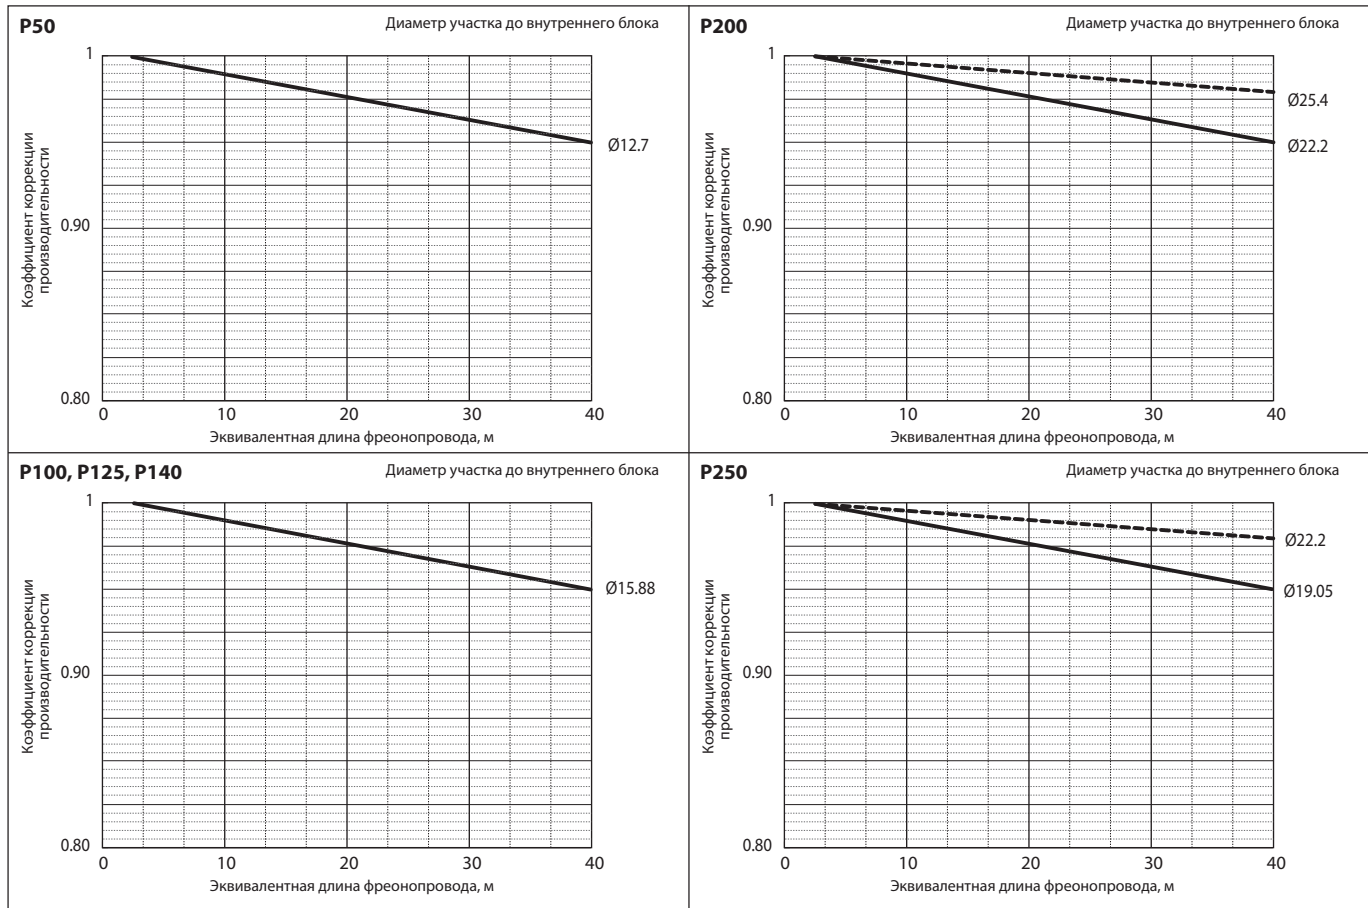 P50
Диаметр участка до внутреннего блока
Коэффициент коррекции
производительности
1
0.90
0.80
0
10
20
30
40
Ø12.7
Эквивалентная длина фреонопровода, м
P200
Диаметр участка до внутреннего блока
Коэффициент коррекции
производительности
1
0.90
0.80
0
10
20
30
40
Ø25.4
Ø22.2
Эквивалентная длина фреонопровода, м
P100, P125, P140
Диаметр участка до внутреннего блока
Коэффициент коррекции
производительности
1
0.90
0.80
0
10
20
30
40
Ø15.88
Эквивалентная длина фреонопровода, м
P250
Диаметр участка до внутреннего блока
Коэффициент коррекции
производительности
1
0.90
0.80
0
10
20
30
40
Ø22.2
Ø19.05
Эквивалентная длина фреонопровода, м